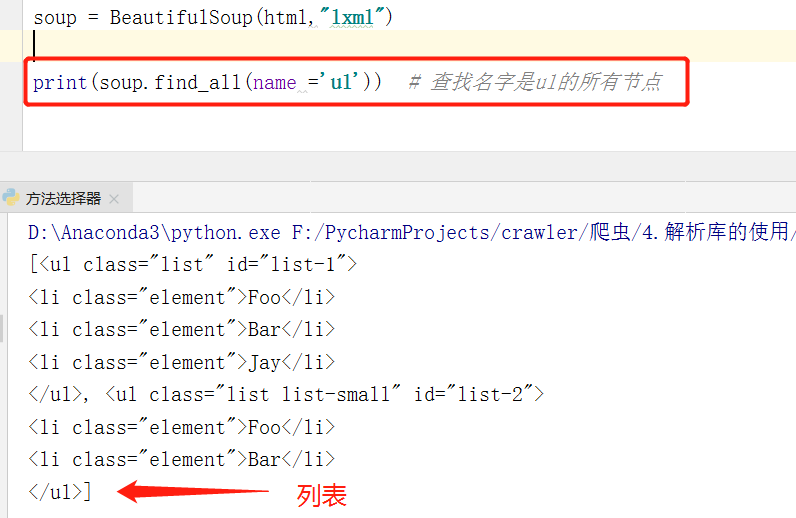 soup = BeautifulSoup(html,"lxml")
print(soup.find_all(name ='ul'))  # 查找名字是ul的所有节点
方法选择器 ×
D:\Anaconda3\python.exe F:/PycharmProjects/crawler/爬虫/4.解析库的使用/
[<ul class="list" id="list-1">
<li class="element">Foo</li>
<li class="element">Bar</li>
<li class="element">Jay</li>
</ul>, <ul class="list list-small" id="list-2">
<li class="element">Foo</li>
<li class="element">Bar</li>
</ul>] 列表